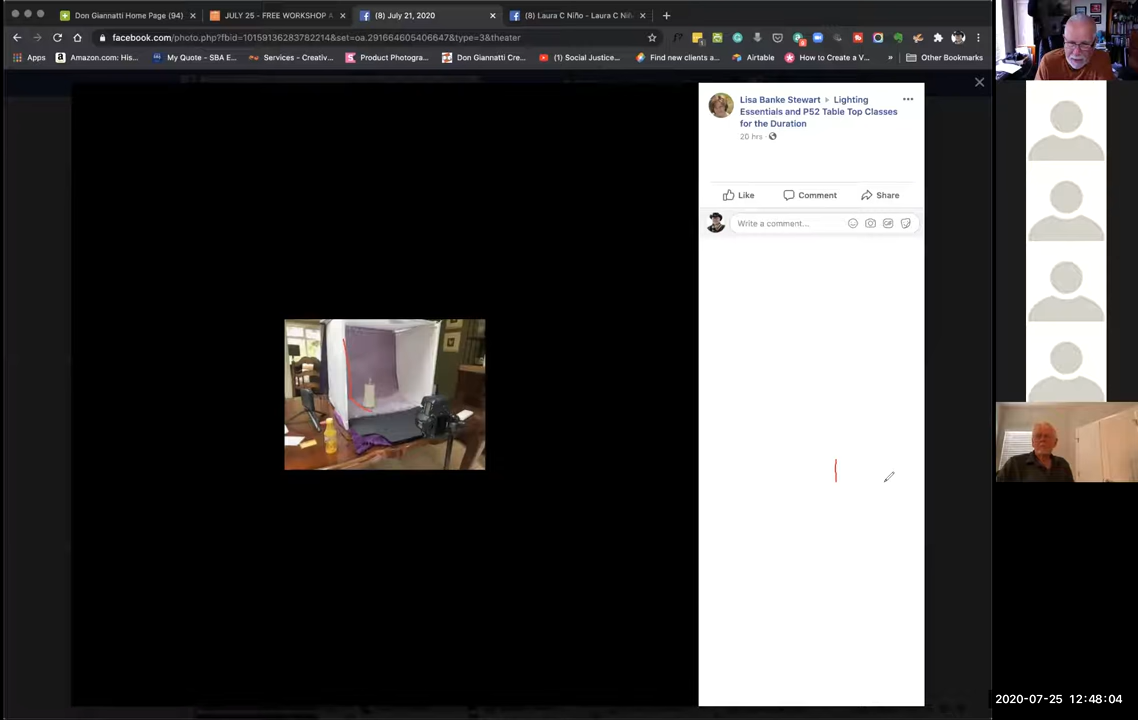 Don Giannatti Home Page (94)
JULY 25 - FREE WORKSHOP A
(8) July 21, 2020
(8) Laura C Niño - Laura C Niñ
facebook.com/photo.php?fbid=10159136283782214&set=oa.291664605406647&type=3&theater
Apps
Amazon.com: His...
My Quote - SBA E...
Services - Creativ...
Product Photogra...
Don Giannatti Cre...
Social Justice...
Find new clients a...
Airtable
How to Create a V...
»
Other Bookmarks
Lisa Banke Stewart ▸ Lighting
Essentials and P52 Table Top Classes
for the Duration
20 hrs ·
Like
Comment
Share
Write a comment...
2020-07-25 12:48:04